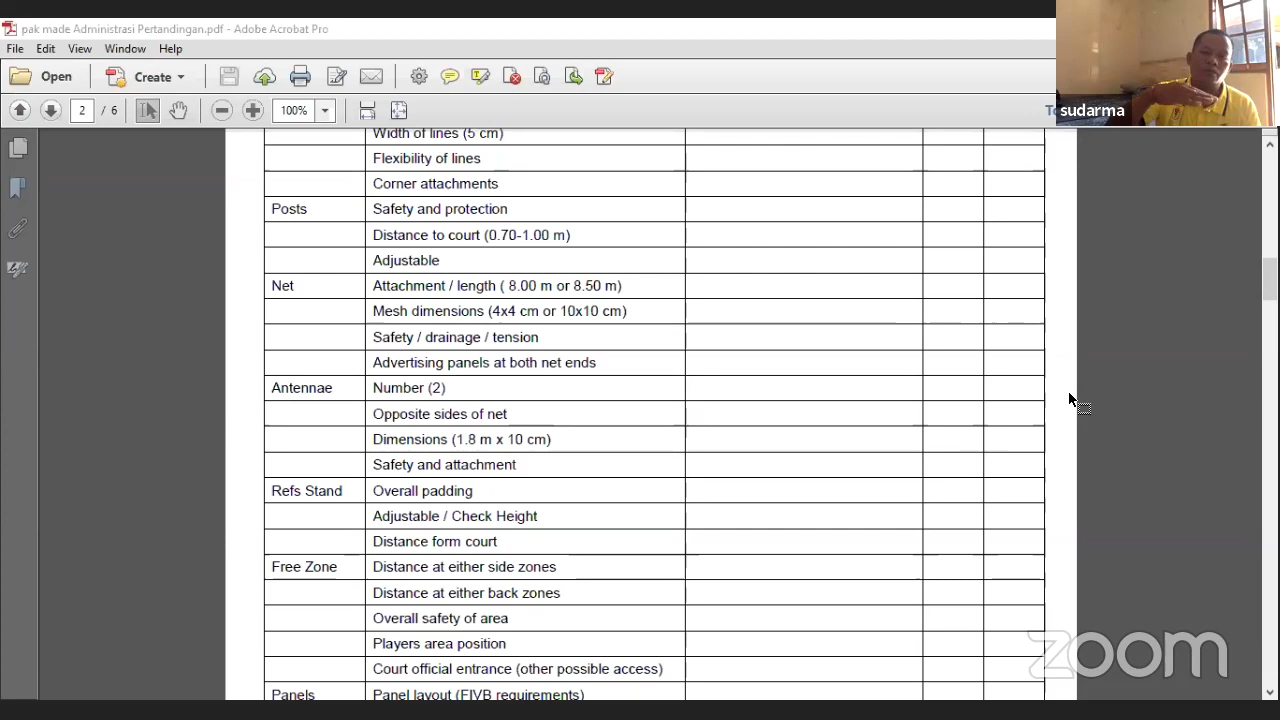 pak made Administrasi Pertandingan.pdf - Adobe Acrobat Pro
File Edit View Window Help
Open Create
2 / 6 100%
sudarma
Width of lines (5 cm)
Flexibility of lines
Corner attachments
Posts Safety and protection
Distance to court (0.70-1.00 m)
Adjustable
Net Attachment / length ( 8.00 m or 8.50 m)
Mesh dimensions (4x4 cm or 10x10 cm)
Safety / drainage / tension
Advertising panels at both net ends
Antennae Number (2)
Opposite sides of net
Dimensions (1.8 m x 10 cm)
Safety and attachment
Refs Stand Overall padding
Adjustable / Check Height
Distance form court
Free Zone Distance at either side zones
Distance at either back zones
Overall safety of area
Players area position
Court official entrance (other possible access)
Panels Panel layout (FIVB requirements)
zoom